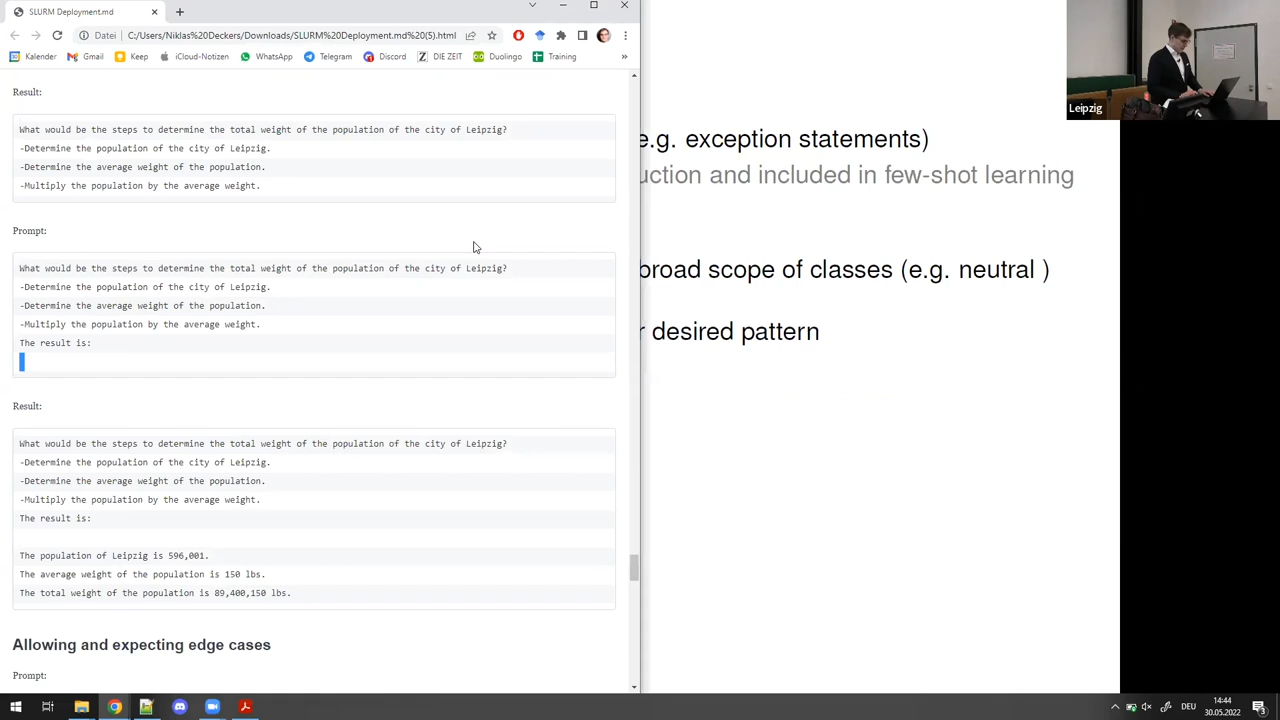 SLURM Deployment.md
Datei
C:/Users/Niklas%20Deckers/Downloads/SLURM%20Deployment.md%20(5).html
Kalender
Gmail
Keep
iCloud-Notizen
WhatsApp
Telegram
Discord
DIE ZEIT
Duolingo
Training
»
Result:
What would be the steps to determine the total weight of the population of the city of Leipzig?
-Determine the population of the city of Leipzig.
-Determine the average weight of the population.
-Multiply the population by the average weight.
Prompt:
What would be the steps to determine the total weight of the population of the city of Leipzig?
-Determine the population of the city of Leipzig.
-Determine the average weight of the population.
-Multiply the population by the average weight.
The result is:
Result:
What would be the steps to determine the total weight of the population of the city of Leipzig?
-Determine the population of the city of Leipzig.
-Determine the average weight of the population.
-Multiply the population by the average weight.
The result is:
The population of Leipzig is 596,001.
The average weight of the population is 150 lbs.
The total weight of the population is 89,400,150 lbs.
Allowing and expecting edge cases
Prompt:
e.g. exception statements)
uction and included in few-shot learning
broad scope of classes (e.g. neutral )
r desired pattern
Leipzig
DEU
14:44
30.05.2022
3